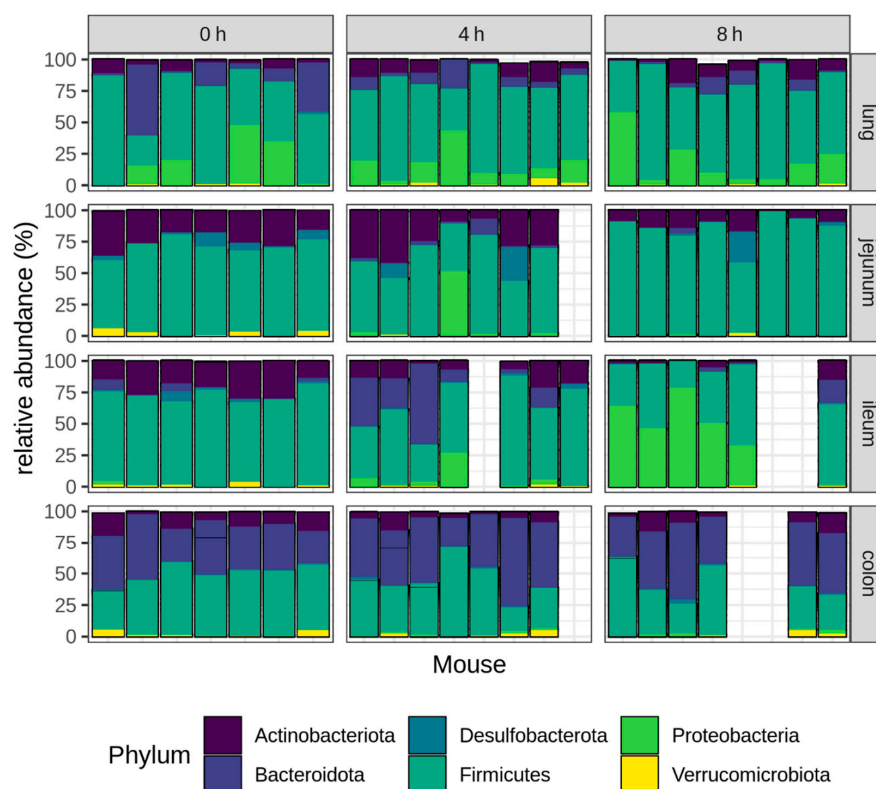 0 h 4 h 8 h
100
75
50
25
0
lung
100
75
50
25
0
jejunum
100
75
50
25
0
ileum
100
75
50
25
0
colon
relative abundance (%)
Mouse
Phylum
Actinobacteriota Desulfobacterota Proteobacteria
Bacteroidota Firmicutes Verrucomicrobiota